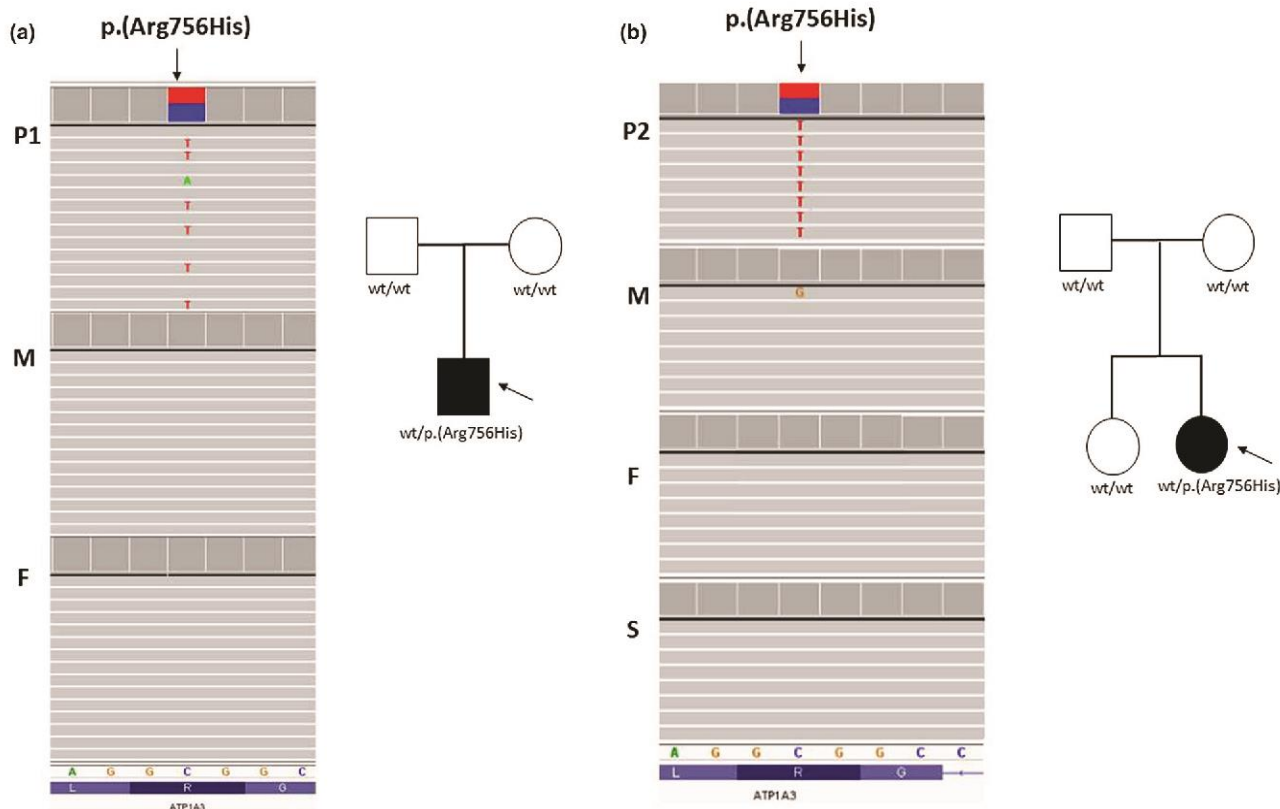 (a)
p.(Arg756His)
P1
T
T
A
T
T
T
T
M
F
A G G C G G C
L R G
ATP1A3
wt/wt
wt/wt
wt/p.(Arg756His)
(b)
p.(Arg756His)
P2
T
T
T
T
T
T
T
T
M
G
F
S
A G G C G G C C
L R G
ATP1A3
wt/wt
wt/wt
wt/wt
wt/p.(Arg756His)